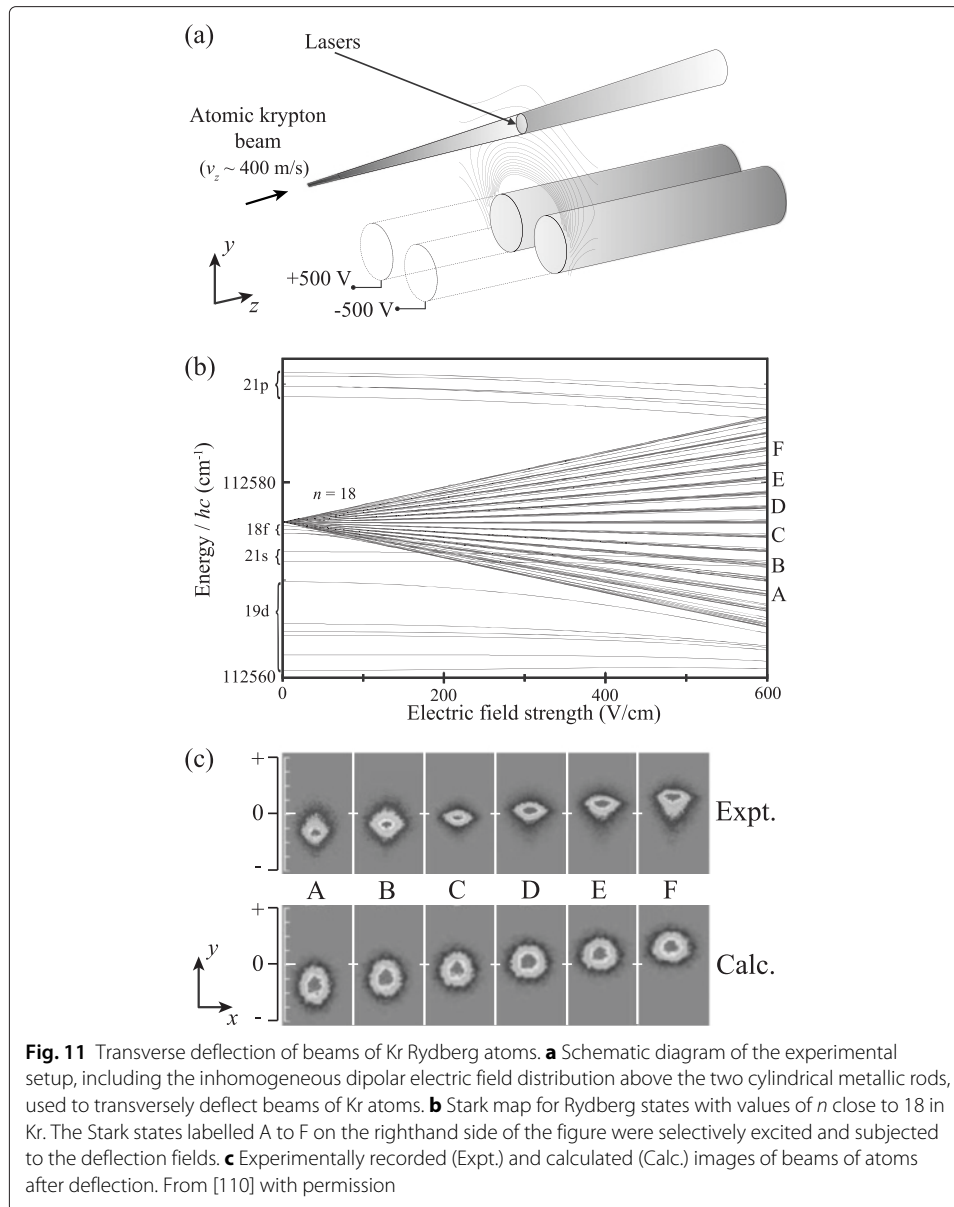 (a)
Lasers
Atomic krypton
beam
(v_z ~ 400 m/s)
y
z
+500 V
-500 V
(b)
21p
112580
n = 18
18f
21s
19d
112560
Energy / hc (cm⁻¹)
F
E
D
C
B
A
0
200
400
600
Electric field strength (V/cm)
(c)
+
0
-
Expt.
A B C D E F
+
0
-
Calc.
y
x
Fig. 11 Transverse deflection of beams of Kr Rydberg atoms. a Schematic diagram of the experimental
setup, including the inhomogeneous dipolar electric field distribution above the two cylindrical metallic rods,
used to transversely deflect beams of Kr atoms. b Stark map for Rydberg states with values of n close to 18 in
Kr. The Stark states labelled A to F on the righthand side of the figure were selectively excited and subjected
to the deflection fields. c Experimentally recorded (Expt.) and calculated (Calc.) images of beams of atoms
after deflection. From [110] with permission